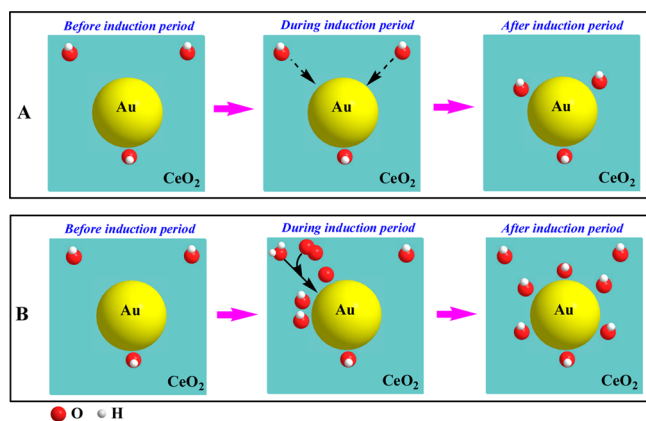 Before induction period During induction period After induction period
A
Au Au Au
CeO₂ CeO₂ CeO₂
Before induction period During induction period After induction period
B
Au Au Au
CeO₂ CeO₂ CeO₂
O H